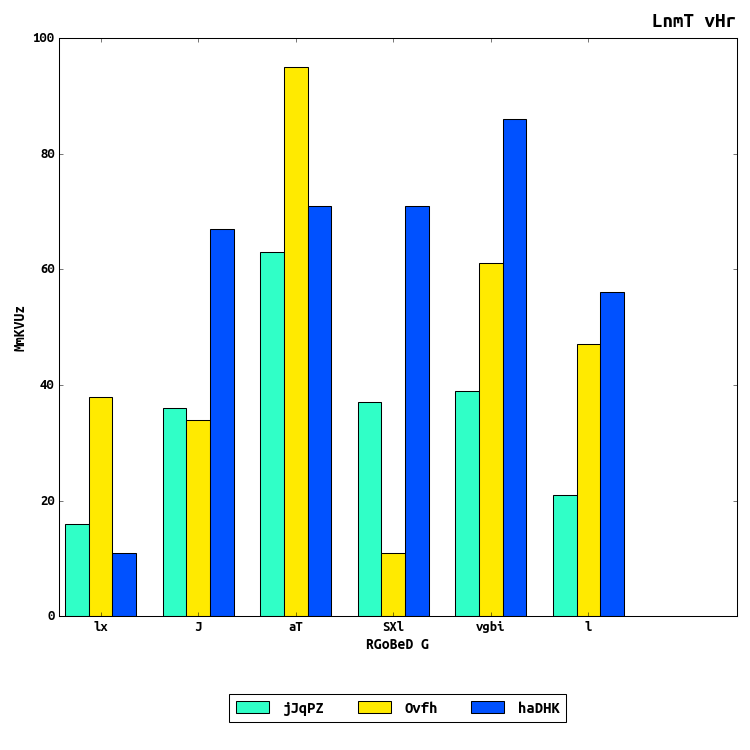 LnmT vHr
100
80
60
40
20
0
MmKVUz
lx J aT SXl vgbi l
RGoBeD G
jJqPZ Ovfh haDHK